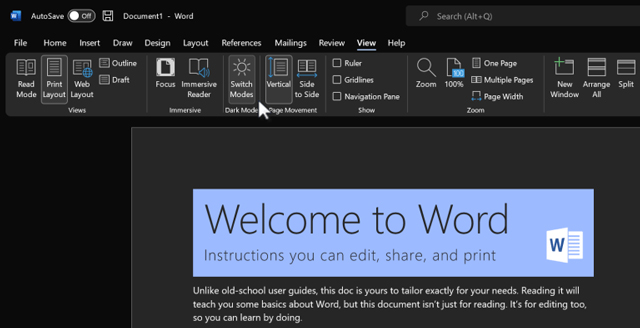 AutoSave Off Document1 - Word Search (Alt+Q)
File Home Insert Draw Design Layout References Mailings Review View Help
Read Mode
Print Layout
Web Layout
Outline
Draft
Views
Focus
Immersive Reader
Immersive
Switch Modes
Dark Mode
Vertical
Side to Side
Page Movement
Ruler
Gridlines
Navigation Pane
Show
Zoom
100
100%
One Page
Multiple Pages
Page Width
Zoom
New Window
Arrange All
Split
Welcome to Word
Instructions you can edit, share, and print
W
Unlike old-school user guides, this doc is yours to tailor exactly for your needs. Reading it will
teach you some basics about Word, but this document isn't just for reading. It's for editing too,
so you can learn by doing.